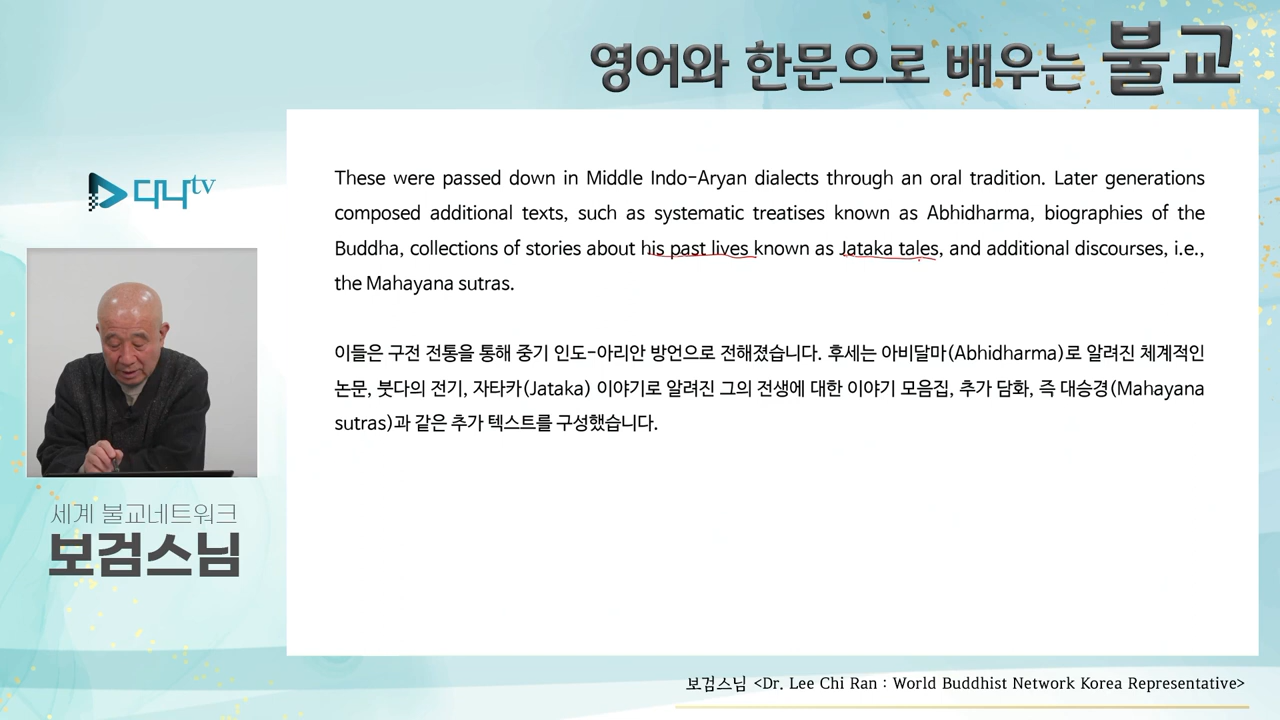 영어와 한문으로 배우는 불교
디나tv
These were passed down in Middle Indo-Aryan dialects through an oral tradition. Later generations
composed additional texts, such as systematic treatises known as Abhidharma, biographies of the
Buddha, collections of stories about his past lives known as Jataka tales, and additional discourses, i.e.,
the Mahayana sutras.
이들은 구전 전통을 통해 중기 인도-아리안 방언으로 전해졌습니다. 후세는 아비달마(Abhidharma)로 알려진 체계적인
논문, 붓다의 전기, 자타카(Jataka) 이야기로 알려진 그의 전생에 대한 이야기 모음집, 추가 담화, 즉 대승경(Mahayana
sutras)과 같은 추가 텍스트를 구성했습니다.
세계 불교네트워크
보검스님
보검스님 <Dr. Lee Chi Ran : World Buddhist Network Korea Representative>